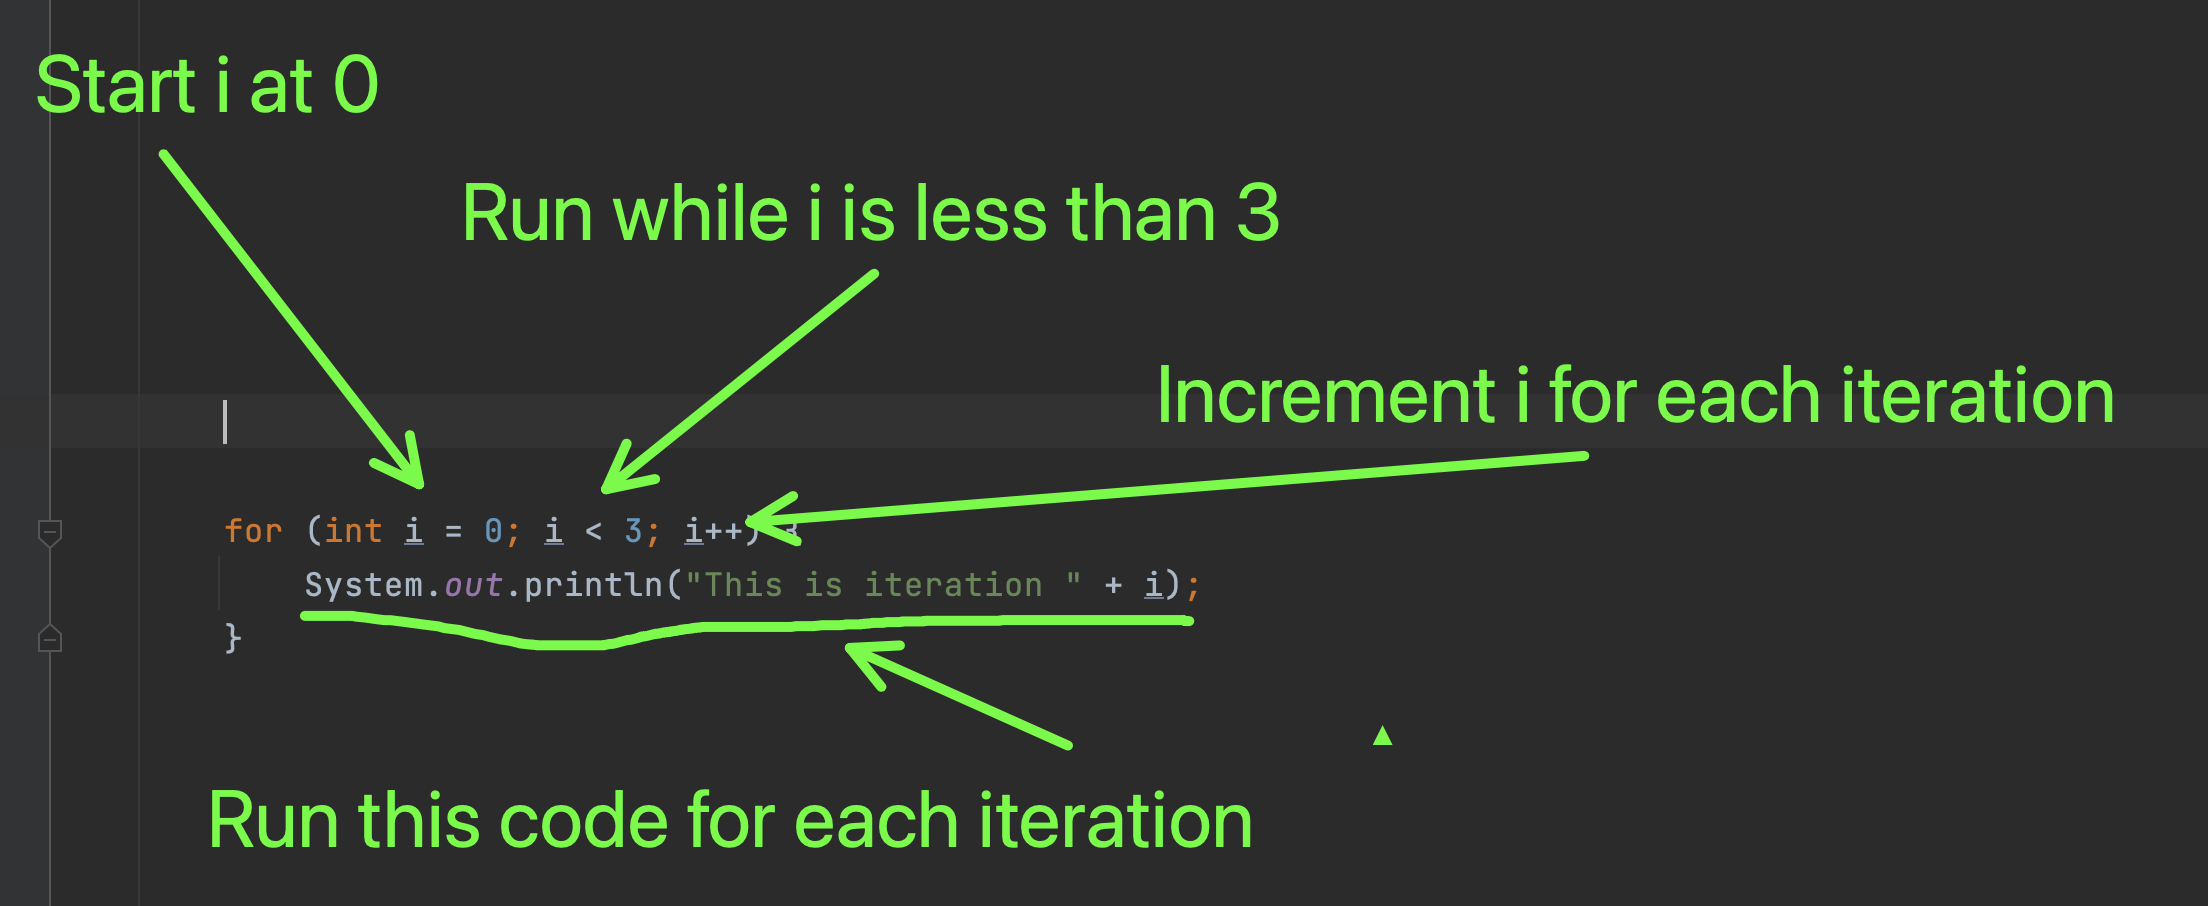 Start i at 0
Run while i is less than 3
Increment i for each iteration
for (int i = 0; i < 3; i++) {
System.out.println("This is iteration " + i);
}
Run this code for each iteration